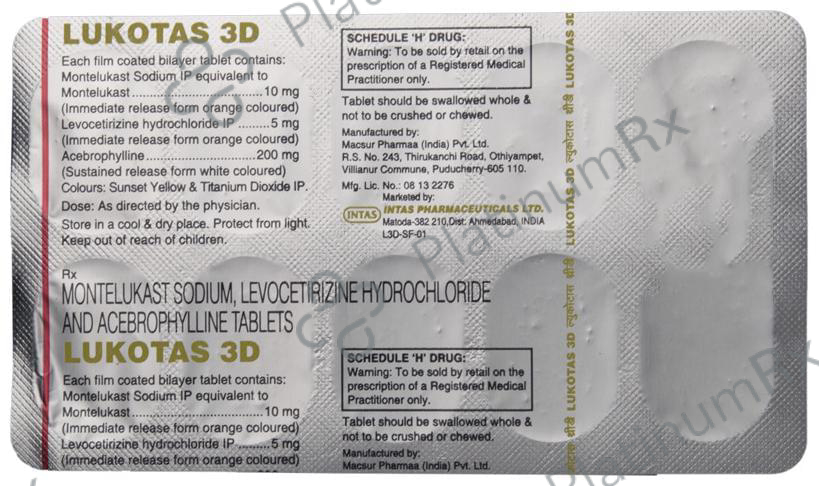 LUKOTAS 3D
Each film coated bilayer tablet contains:
Montelukast Sodium IP equivalent to
Montelukast..............................10 mg
(Immediate release form orange coloured)
Levocetirizine hydrochloride IP .........5 mg
(Immediate release form orange coloured)
Acebrophylline...........................200 mg
(Sustained release form white coloured)
Colours: Sunset Yellow & Titanium Dioxide IP.
Dose: As directed by the physician.
Store in a cool & dry place. Protect from light.
Keep out of reach of children.
SCHEDULE 'H' DRUG:
Warning: To be sold by retail on the
prescription of a Registered Medical
Practitioner only.
Tablet should be swallowed whole &
not to be crushed or chewed.
Manufactured by:
Macsur Pharmaa (India) Pvt. Ltd.
R.S. No. 243, Thirukanchi Road, Othiyampet,
Villianur Commune, Puducherry-605 110.
Mfg. Lic. No.: 08 13 2276
Marketed by:
INTAS
INTAS PHARMACEUTICALS LTD.
Matoda-382 210,Dist: Ahmedabad, INDIA
L3D-SF-01
Rx
MONTELUKAST SODIUM, LEVOCETIRIZINE HYDROCHLORIDE
AND ACEBROPHYLLINE TABLETS
LUKOTAS 3D
Each film coated bilayer tablet contains:
Montelukast Sodium IP equivalent to
Montelukast..............................10 mg
(Immediate release form orange coloured)
Levocetirizine hydrochloride IP .........5 mg
(Immediate release form orange coloured)
SCHEDULE 'H' DRUG:
Warning: To be sold by retail on the
prescription of a Registered Medical
Practitioner only.
Tablet should be swallowed whole &
not to be crushed or chewed.
Manufactured by:
Macsur Pharmaa (India) Pvt. Ltd.
LUKOTAS 3D ल्युकोटास थ्रीडी LUKOTAS 3D ल्युकोटास थ्रीडी LUKOTAS 3D
PlatinumRx
PlatinumRx
PlatinumRx